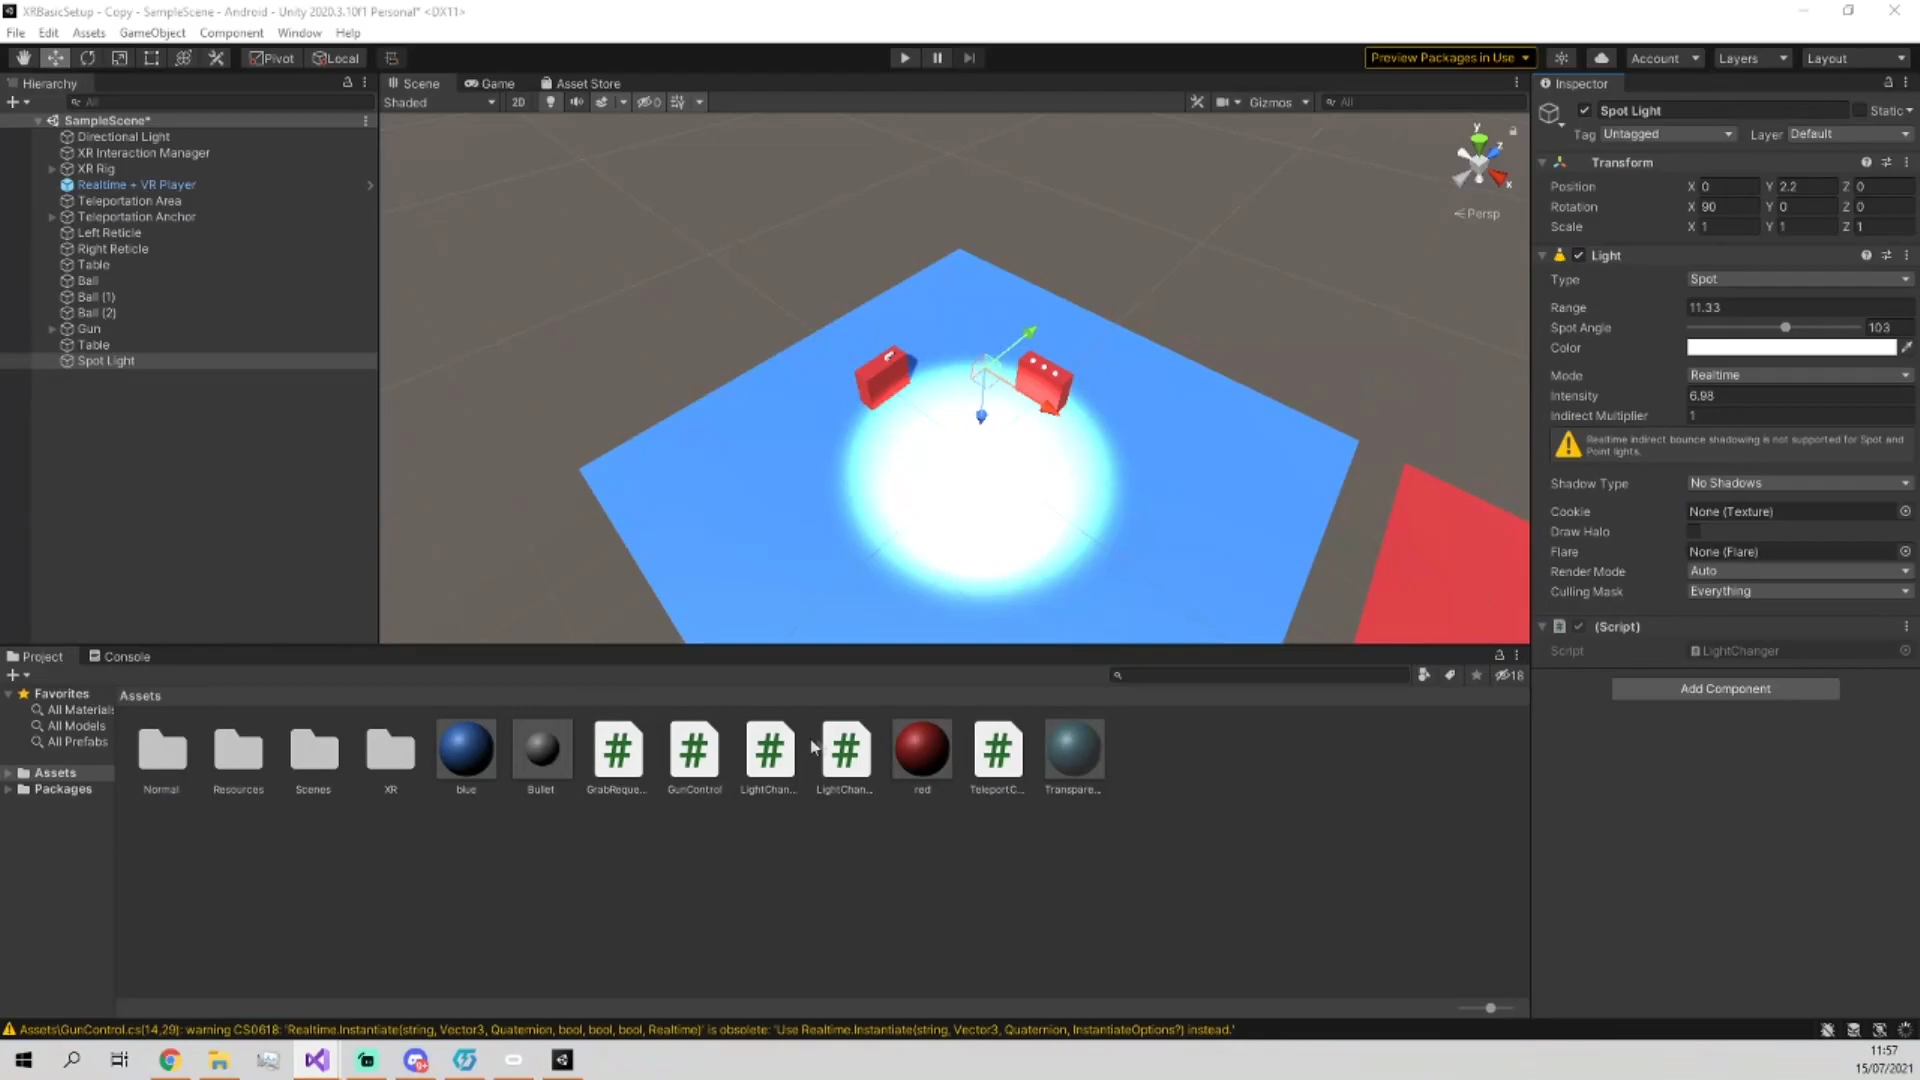 XRBasicSetup - Copy - SampleScene - Android - Unity 2020.3.10f1 Personal* <DX11>
File Edit Assets GameObject Component Window Help
Pivot Local Preview Packages in Use Account Layers Layout
Hierarchy
All
SampleScene*
Directional Light
XR Interaction Manager
XR Rig
Realtime + VR Player
Teleportation Area
Teleportation Anchor
Left Reticle
Right Reticle
Table
Ball
Ball (1)
Ball (2)
Gun
Table
Spot Light
Scene Game Asset Store
Shaded 2D 0 Gizmos All
y
z
x
Persp
Inspector
Spot Light Static
Tag Untagged Layer Default
Transform
Position X 0 Y 2.2 Z 0
Rotation X 90 Y 0 Z 0
Scale X 1 Y 1 Z 1
Light
Type Spot
Range 11.33
Spot Angle 103
Color
Mode Realtime
Intensity 6.98
Indirect Multiplier 1
Realtime indirect bounce shadowing is not supported for Spot and
Point lights.
Shadow Type No Shadows
Cookie None (Texture)
Draw Halo
Flare None (Flare)
Render Mode Auto
Culling Mask Everything
# (Script)
Script LightChanger
Add Component
Project Console
18
Favorites
All Materials
All Models
All Prefabs
Assets
Packages
Assets
# # # # #
Normal Resources Scenes XR blue Bullet GrabReque... GunControl LightChan... LightChan... red TeleportC... Transpare...
Assets\GunControl.cs(14,29): warning CS0618: 'Realtime.Instantiate(string, Vector3, Quaternion, bool, bool, bool, Realtime)' is obsolete: 'Use Realtime.Instantiate(string, Vector3, Quaternion, InstantiateOptions?) instead.'
11:57
15/07/2021